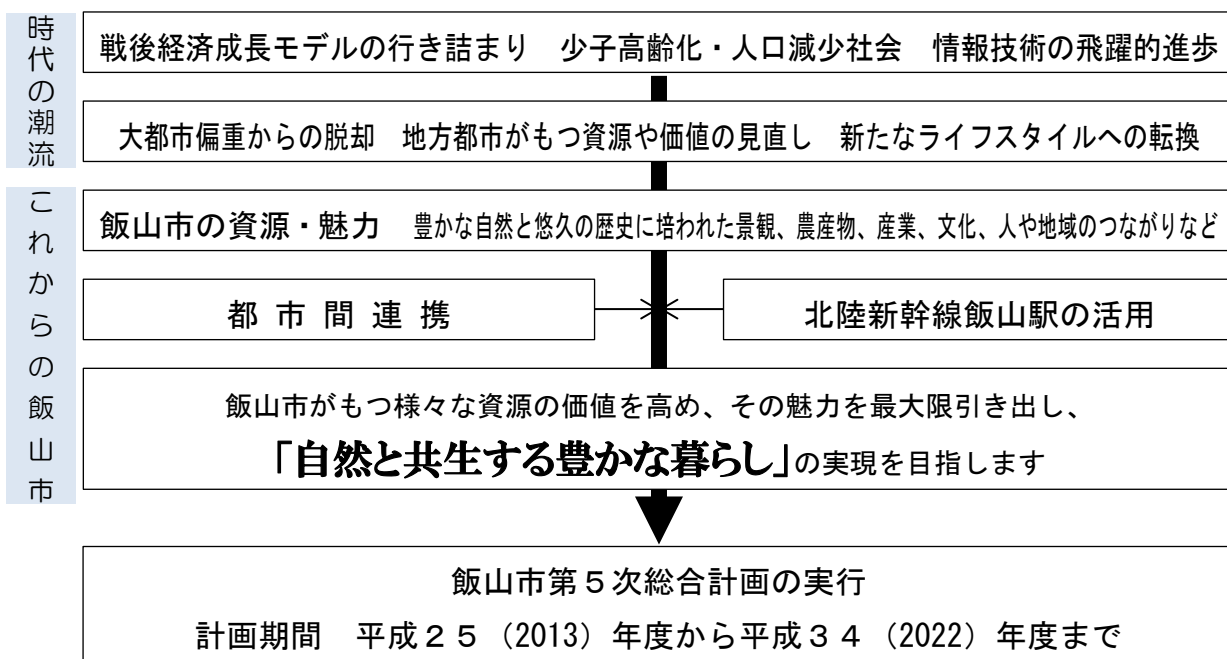 時代の潮流
戦後経済成長モデルの行き詰まり　少子高齢化・人口減少社会　情報技術の飛躍的進歩
大都市偏重からの脱却　地方都市がもつ資源や価値の見直し　新たなライフスタイルへの転換
これからの飯山市
飯山市の資源・魅力　豊かな自然と悠久の歴史に培われた景観、農産物、産業、文化、人や地域のつながりなど
都市間連携
北陸新幹線飯山駅の活用
飯山市がもつ様々な資源の価値を高め、その魅力を最大限引き出し、
「自然と共生する豊かな暮らし」の実現を目指します
飯山市第５次総合計画の実行
計画期間　平成２５（2013）年度から平成３４（2022）年度まで